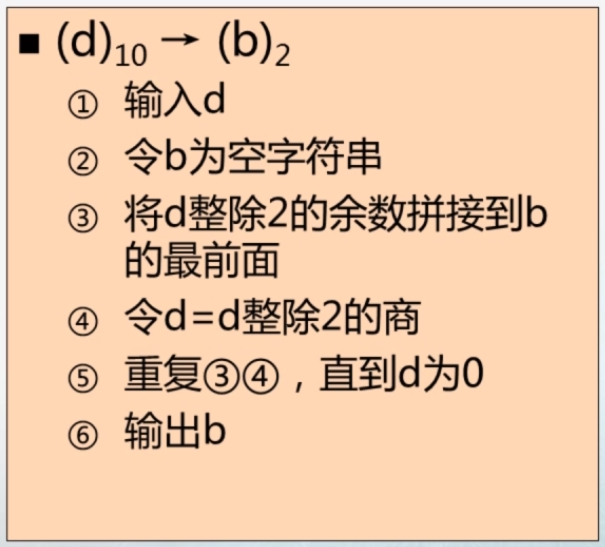 ■ (d)₁₀ → (b)₂
① 输入d
② 令b为空字符串
③ 将d整除2的余数拼接到b
的最前面
④ 令d=d整除2的商
⑤ 重复③④，直到d为0
⑥ 输出b